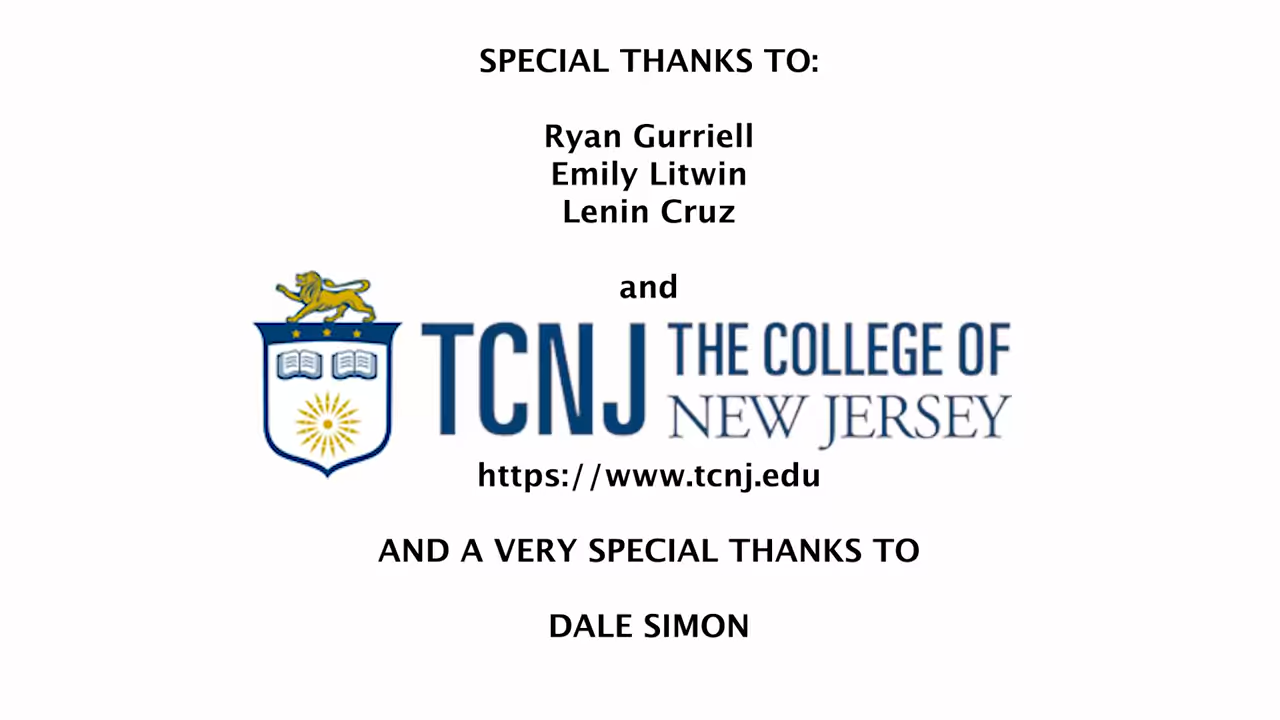 SPECIAL THANKS TO:
Ryan Gurriell
Emily Litwin
Lenin Cruz
and
TCNJ THE COLLEGE OF
NEW JERSEY
https://www.tcnj.edu
AND A VERY SPECIAL THANKS TO
DALE SIMON